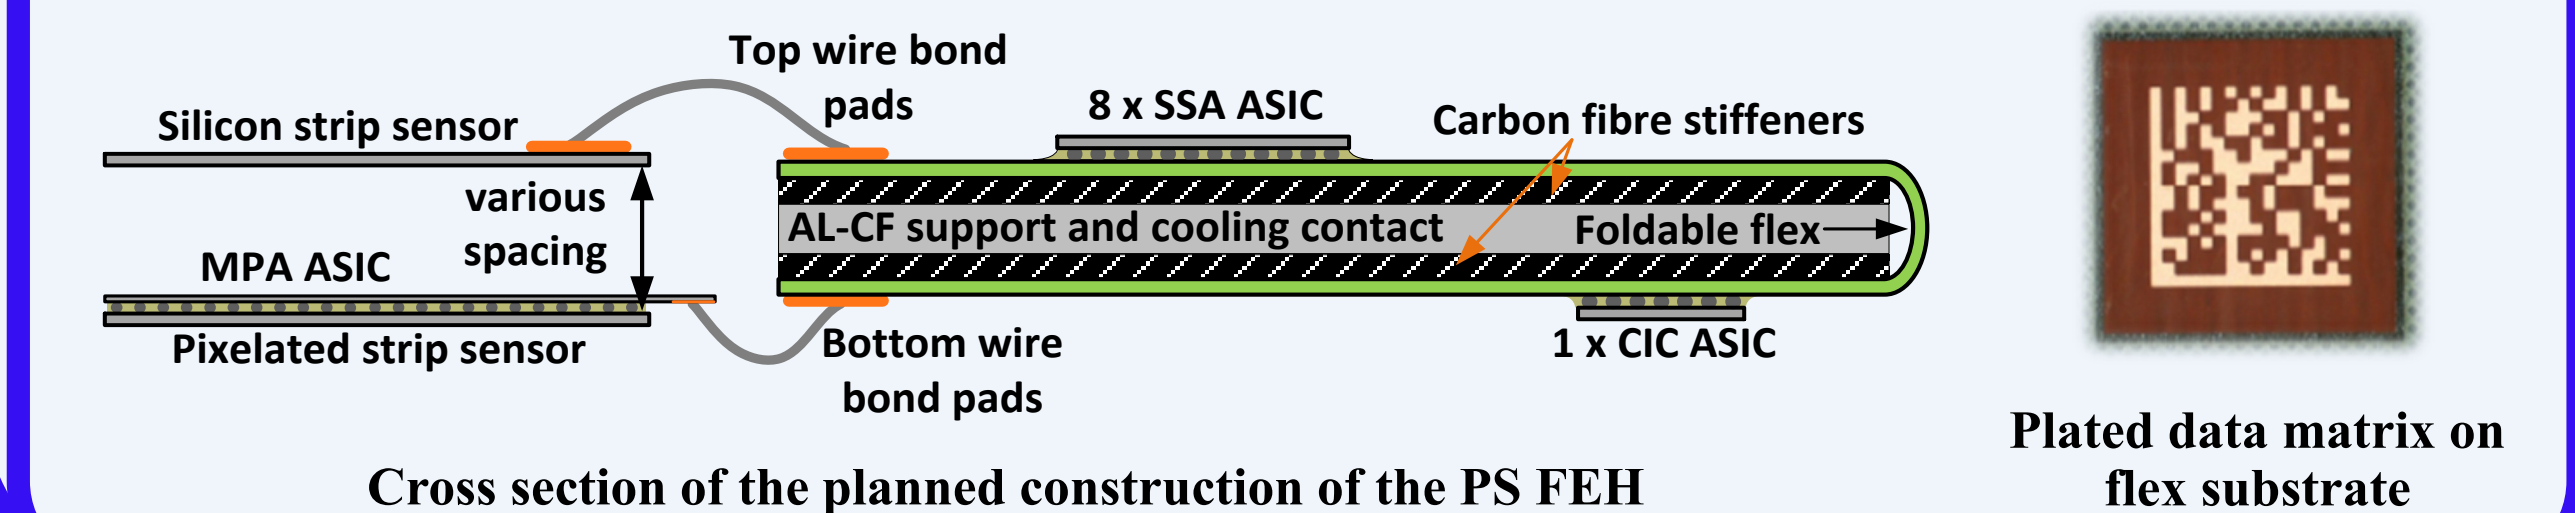 Top wire bond
pads
Silicon strip sensor
8 x SSA ASIC
Carbon fibre stiffeners
various
spacing
AL-CF support and cooling contact
Foldable flex
MPA ASIC
Pixelated strip sensor
Bottom wire
bond pads
1 x CIC ASIC
Cross section of the planned construction of the PS FEH
Plated data matrix on
flex substrate